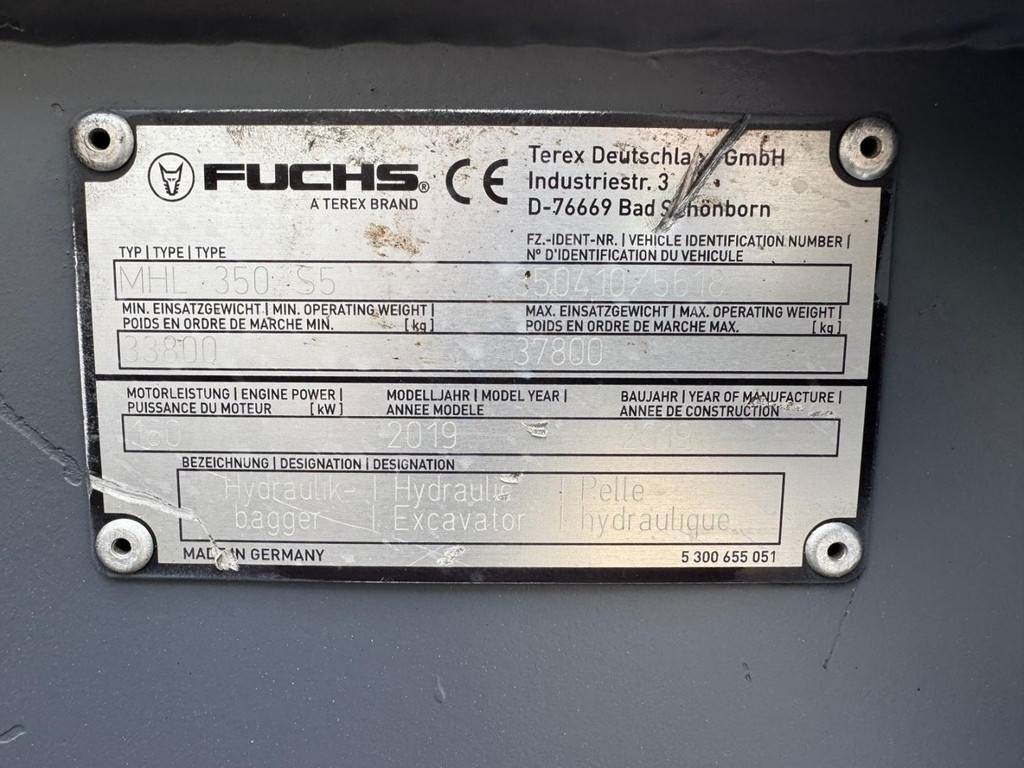 FUCHS®
A TEREX BRAND
CE
Terex Deutschla GmbH
Industriestr. 3
D-76669 Bad Schönborn
TYP | TYPE | TYPE
MHL 350 S5
FZ.-IDENT-NR. | VEHICLE IDENTIFICATION NUMBER |
N° D'IDENTIFICATION DU VEHICULE
350410/5618
MIN. EINSATZGEWICHT | MIN. OPERATING WEIGHT |
POIDS EN ORDRE DE MARCHE MIN. [kg]
33800
MAX. EINSATZGEWICHT | MAX. OPERATING WEIGHT |
POIDS EN ORDRE DE MARCHE MAX. [kg]
37800
MOTORLEISTUNG | ENGINE POWER |
PUISSANCE DU MOTEUR [kW]
160
MODELLJAHR | MODEL YEAR |
ANNEE MODELE
2019
BAUJAHR | YEAR OF MANUFACTURE |
ANNEE DE CONSTRUCTION
BEZEICHNUNG | DESIGNATION | DESIGNATION
Hydraulik- | Hydraulic | Pelle
bagger | Excavator | hydraulique
MADE IN GERMANY
5 300 655 051